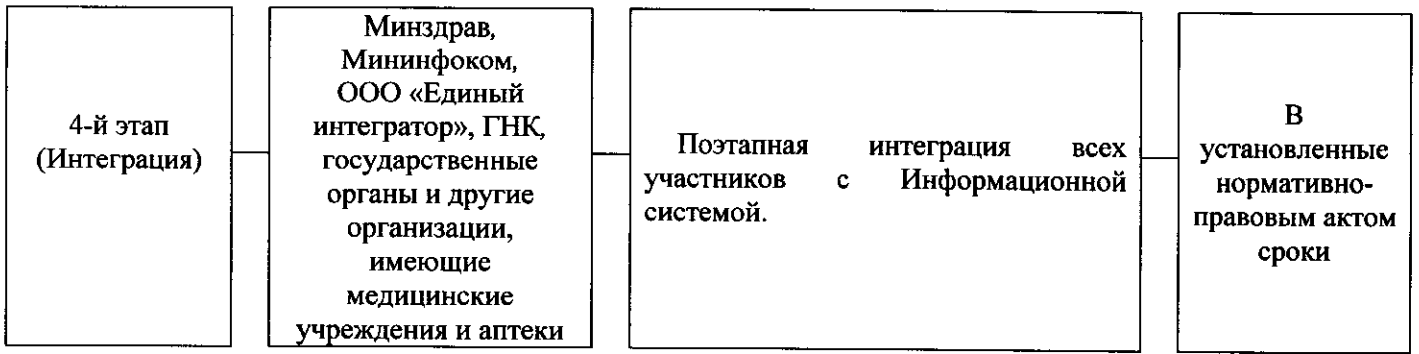 4-й этап
(Интеграция)
Минздрав,
Мининфоком,
ООО «Единый
интегратор», ГНК,
государственные
органы и другие
организации,
имеющие
медицинские
учреждения и аптеки
Поэтапная интеграция всех
участников с Информационной
системой.
В
установленные
нормативно-
правовым актом
сроки